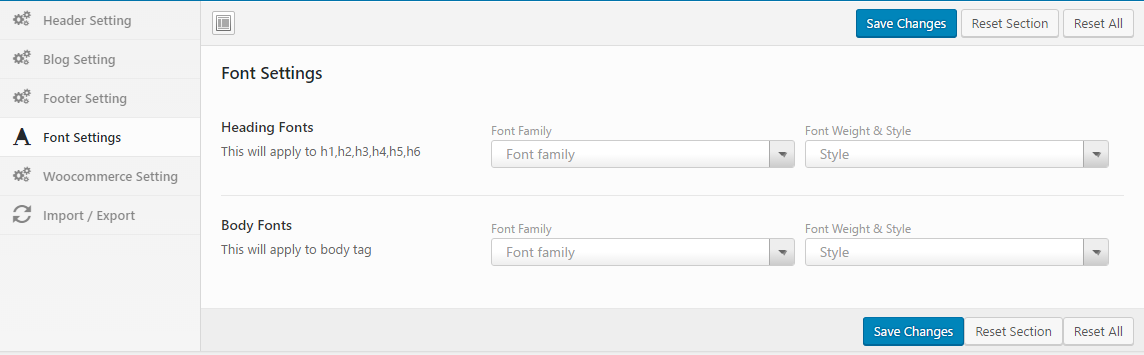 Header Setting
Blog Setting
Footer Setting
Font Settings
Woocommerce Setting
Import / Export
Save Changes Reset Section Reset All
Font Settings
Heading Fonts
This will apply to h1,h2,h3,h4,h5,h6
Font Family Font Weight & Style
Font family Style
Body Fonts
This will apply to body tag
Font Family Font Weight & Style
Font family Style
Save Changes Reset Section Reset All